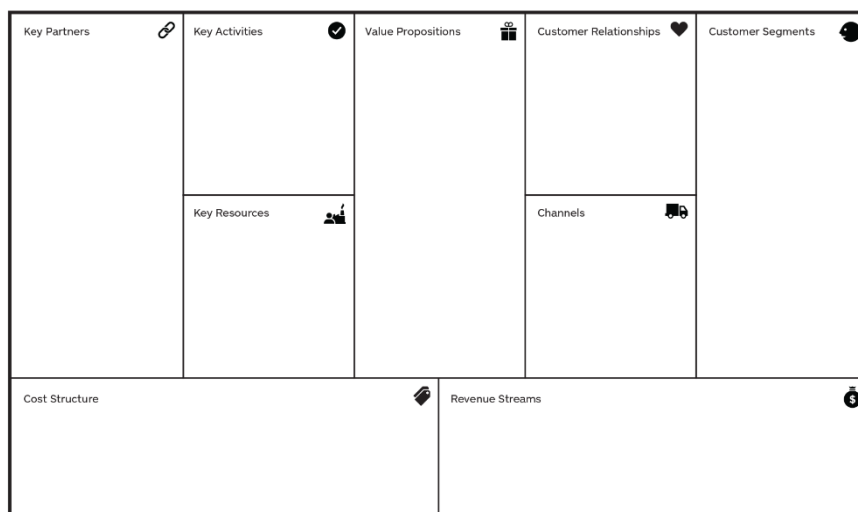 Key Partners
Key Activities
Value Propositions
Customer Relationships
Customer Segments
Key Resources
Channels
Cost Structure
Revenue Streams
$